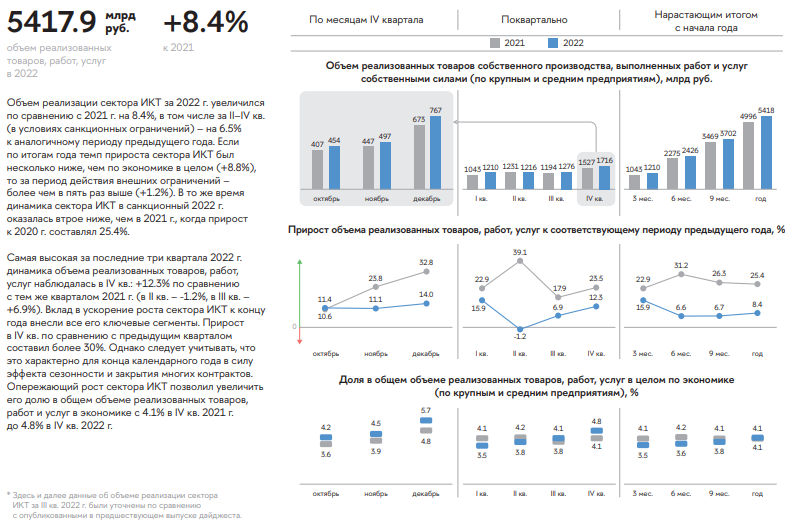 5417.9 млрд руб.
+8.4%
объем реализованных товаров, работ, услуг в 2022
к 2021
Объем реализации сектора ИКТ за 2022 г. увеличился
по сравнению с 2021 г. на 8.4%, в том числе за II–IV кв.
(в условиях санкционных ограничений) – на 6.5%
к аналогичному периоду предыдущего года. Если
по итогам года темп прироста сектора ИКТ был
несколько ниже, чем по экономике в целом (+8.8%),
то за период действия внешних ограничений –
более чем в пять раз выше (+1.2%). В то же время
динамика сектора ИКТ в санкционный 2022 г.
оказалась втрое ниже, чем в 2021 г., когда прирост
к 2020 г. составлял 25.4%.
Самая высокая за последние три квартала 2022 г.
динамика объема реализованных товаров, работ,
услуг наблюдалась в IV кв.: +12.3% по сравнению
с тем же кварталом 2021 г. (в II кв. – -1.2%, в III кв. –
+6.9%). Вклад в ускорение роста сектора ИКТ к концу
года внесли все его ключевые сегменты. Прирост
в IV кв. по сравнению с предыдущим кварталом
составил более 30%. Однако следует учитывать, что
это характерно для конца календарного года в силу
эффекта сезонности и закрытия многих контрактов.
Опережающий рост сектора ИКТ позволил увеличить
его долю в общем объеме реализованных товаров,
работ и услуг в экономике с 4.1% в IV кв. 2021 г.
до 4.8% в IV кв. 2022 г.
* Здесь и далее данные об объеме реализации сектора
ИКТ за III кв. 2022 г. были уточнены по сравнению
с опубликованными в предшествующем выпуске дайджеста.
По месяцам IV квартала
Поквартально
Нарастающим итогом
с начала года
2021 2022
Объем реализованных товаров собственного производства, выполненных работ и услуг
собственными силами (по крупным и средним предприятиям), млрд руб.
407 454 447 497 673 767
октябрь ноябрь декабрь
1043 1210 1231 1216 1194 1276 1527 1716
I кв. II кв. III кв. IV кв.
1043 1210 2275 2426 3469 3702 4996 5418
3 мес. 6 мес. 9 мес. год
Прирост объема реализованных товаров, работ, услуг к соответствующему периоду предыдущего года, %
0
11.4 23.8 32.8
10.6 11.1 14.0
октябрь ноябрь декабрь
22.9 39.1 17.9 23.5
15.9 -1.2 6.9 12.3
I кв. II кв. III кв. IV кв.
22.9 31.2 26.3 25.4
15.9 6.6 6.7 8.4
3 мес. 6 мес. 9 мес. год
Доля в общем объеме реализованных товаров, работ, услуг в целом по экономике
(по крупным и средним предприятиям), %
4.2 4.5 5.7
3.6 3.9 4.8
октябрь ноябрь декабрь
4.1 4.2 4.1 4.8
3.5 3.8 3.8 4.1
I кв. II кв. III кв. IV кв.
4.1 4.2 4.1 4.1
3.5 3.6 3.8 4.1
3 мес. 6 мес. 9 мес. год